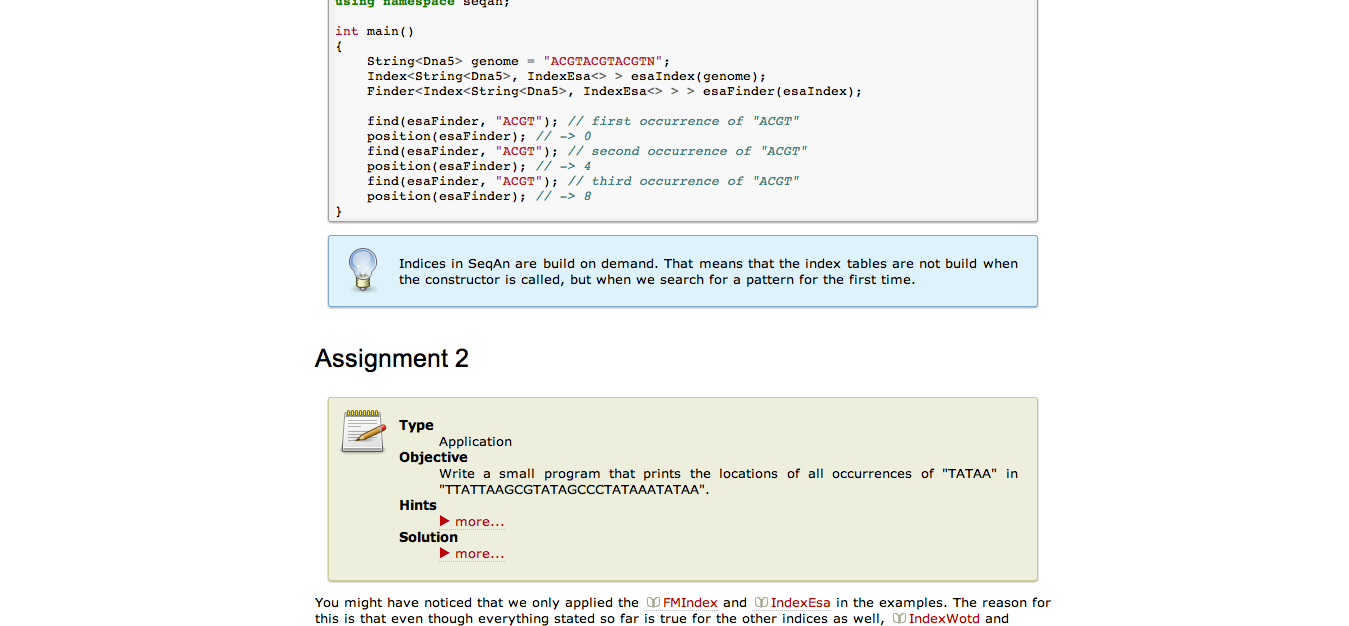 using namespace seqan;
int main()
{
String<Dna5> genome = "ACGTACGTACGTN";
Index<String<Dna5>, IndexEsa<> > esaIndex(genome);
Finder<Index<String<Dna5>, IndexEsa<> > > esaFinder(esaIndex);
find(esaFinder, "ACGT"); // first occurrence of "ACGT"
position(esaFinder); // -> 0
find(esaFinder, "ACGT"); // second occurrence of "ACGT"
position(esaFinder); // -> 4
find(esaFinder, "ACGT"); // third occurrence of "ACGT"
position(esaFinder); // -> 8
}
Indices in SeqAn are build on demand. That means that the index tables are not build when
the constructor is called, but when we search for a pattern for the first time.
Assignment 2
Type
Application
Objective
Write a small program that prints the locations of all occurrences of "TATAA" in
"TTATTAAGCGTATAGCCCTATAAATATAA".
Hints
more...
Solution
more...
You might have noticed that we only applied the FMIndex and IndexEsa in the examples. The reason for
this is that even though everything stated so far is true for the other indices as well, IndexWotd and